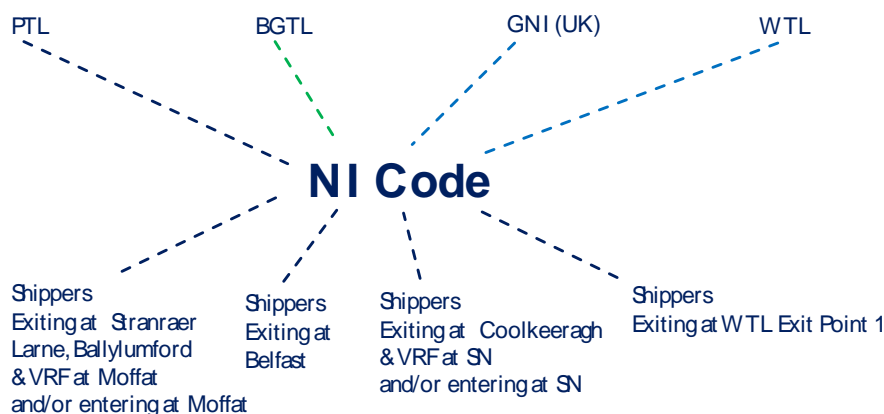 PTL
BGTL
GNI (UK)
WTL
NI Code
Shippers
Exiting at Stranraer
Larne, Ballylumford
& VRF at Moffat
and/or entering at Moffat
Shippers
Exiting at
Belfast
Shippers
Exiting at Coolkeeragh
& VRF at SN
and/or entering at SN
Shippers
Exiting at WTL Exit Point 1